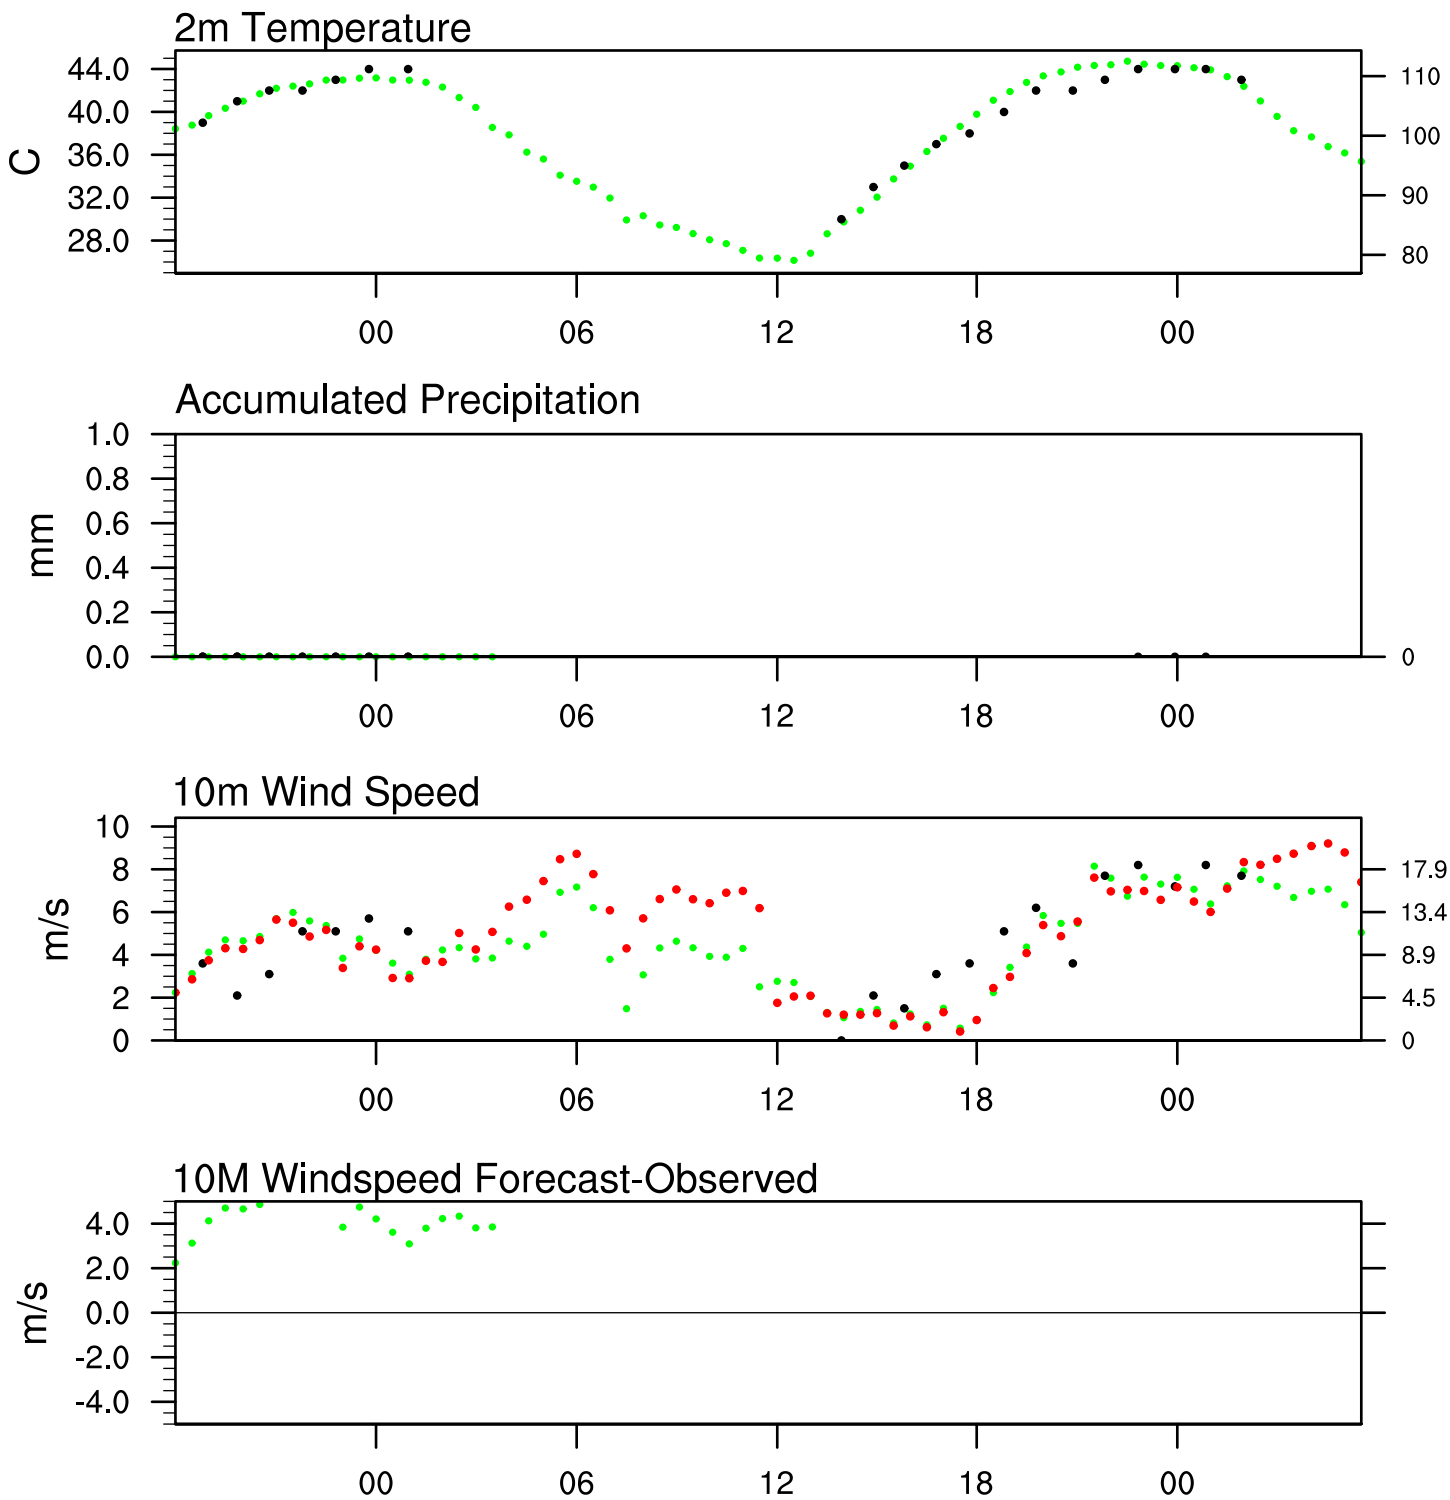 2m Temperature
44.0
40.0
36.0
32.0
28.0
C
110
100
90
80
00 06 12 18 00
Accumulated Precipitation
1.0
0.8
0.6
0.4
0.2
0.0
mm
0
00 06 12 18 00
10m Wind Speed
10
8
6
4
2
0
m/s
17.9
13.4
8.9
4.5
0
00 06 12 18 00
10M Windspeed Forecast-Observed
4.0
2.0
0.0
-2.0
-4.0
m/s
00 06 12 18 00